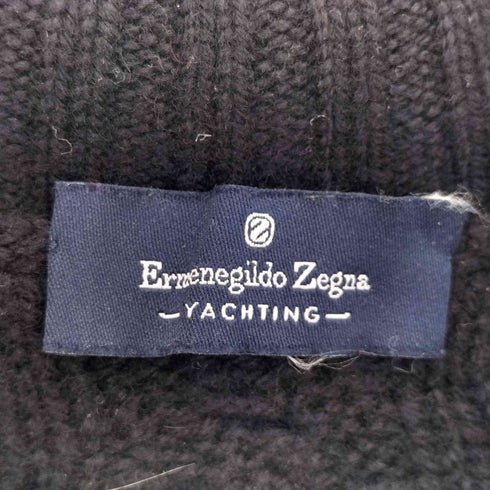 Z
Ermenegildo Zegna
YACHTING